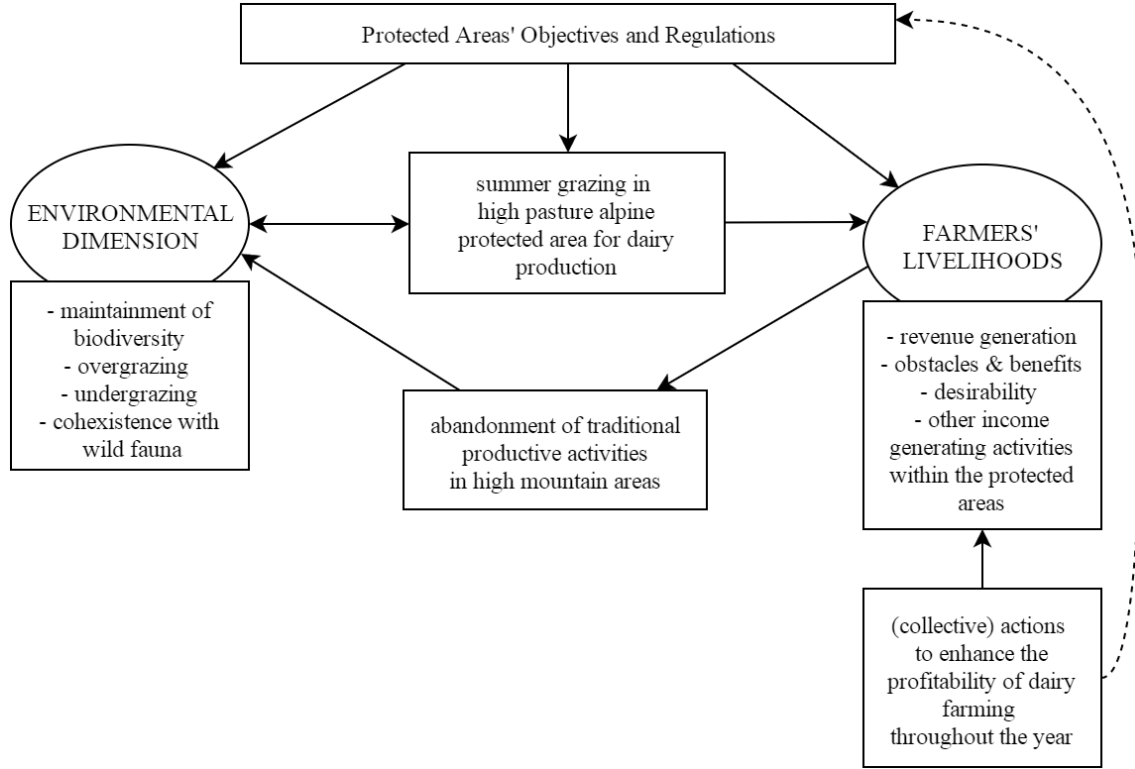 Protected Areas' Objectives and Regulations
ENVIRONMENTAL
DIMENSION
summer grazing in
high pasture alpine
protected area for dairy
production
FARMERS'
LIVELIHOODS
- maintainment of
biodiversity
- overgrazing
- undergrazing
- cohexistence with
wild fauna
- revenue generation
- obstacles & benefits
- desirability
- other income
generating activities
within the protected
areas
abandonment of traditional
productive activities
in high mountain areas
(collective) actions
to enhance the
profitability of dairy
farming
throughout the year